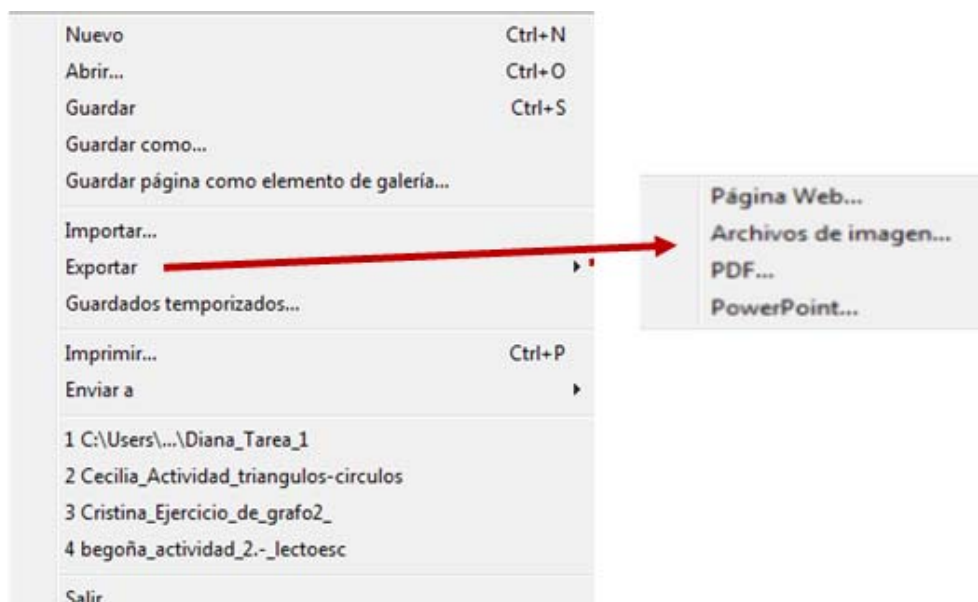 Nuevo Ctrl+N
Abrir... Ctrl+O
Guardar Ctrl+S
Guardar como...
Guardar página como elemento de galería...
Importar...
Exportar
Guardados temporizados...
Imprimir... Ctrl+P
Enviar a
1 C:\Users\...\Diana_Tarea_1
2 Cecilia_Actividad_triangulos-circulos
3 Cristina_Ejercicio_de_grafo2_
4 begoña_actividad_2.-_lectoesc
Salir
Página Web...
Archivos de imagen...
PDF...
PowerPoint...